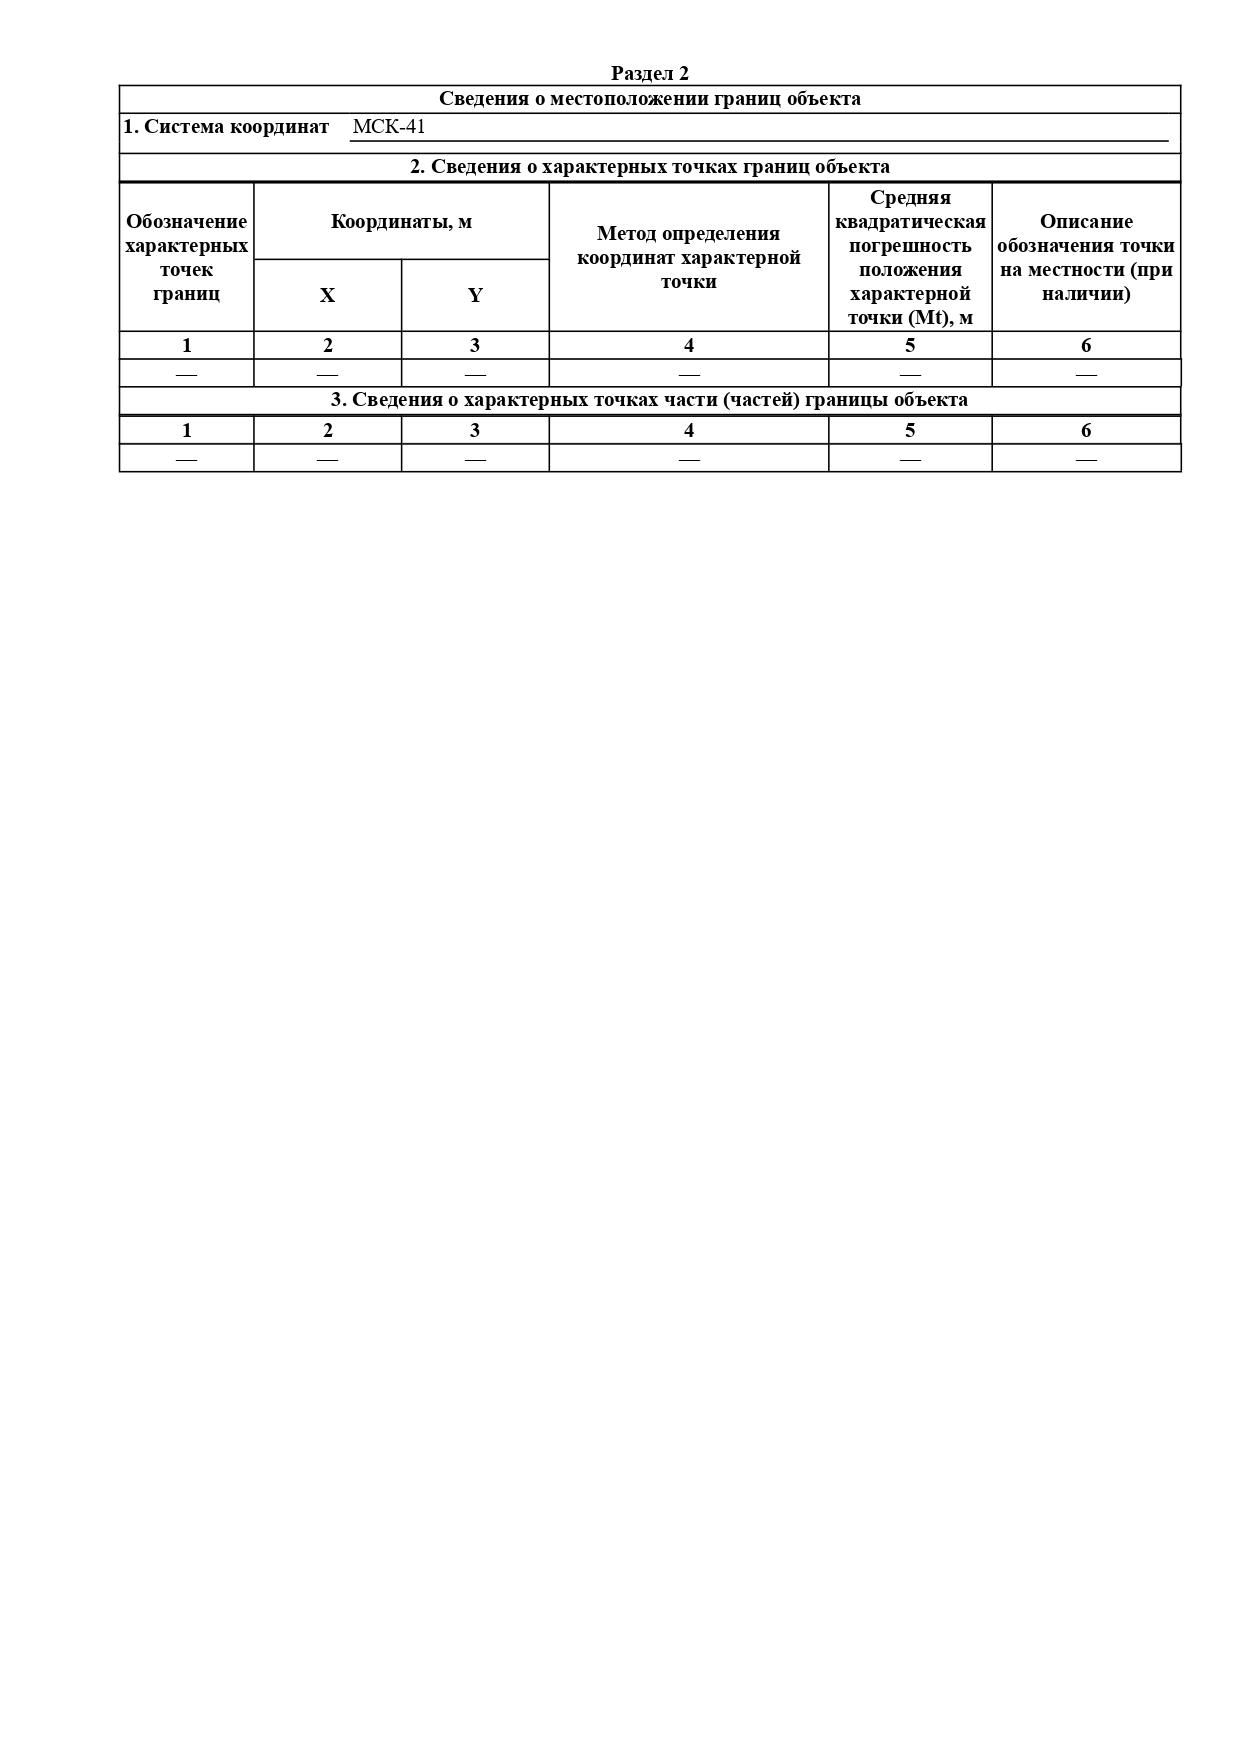 Раздел 2
Сведения о местоположении границ объекта
1. Система координат МСК-41
2. Сведения о характерных точках границ объекта
Обозначение
характерных
точек
границ
Координаты, м
X
Y
Метод определения
координат характерной
точки
Средняя
квадратическая
погрешность
положения
характерной
точки (Mt), м
Описание
обозначения точки
на местности (при
наличии)
1 2 3 4 5 6
— — — — — —
3. Сведения о характерных точках части (частей) границы объекта
1 2 3 4 5 6
— — — — — —